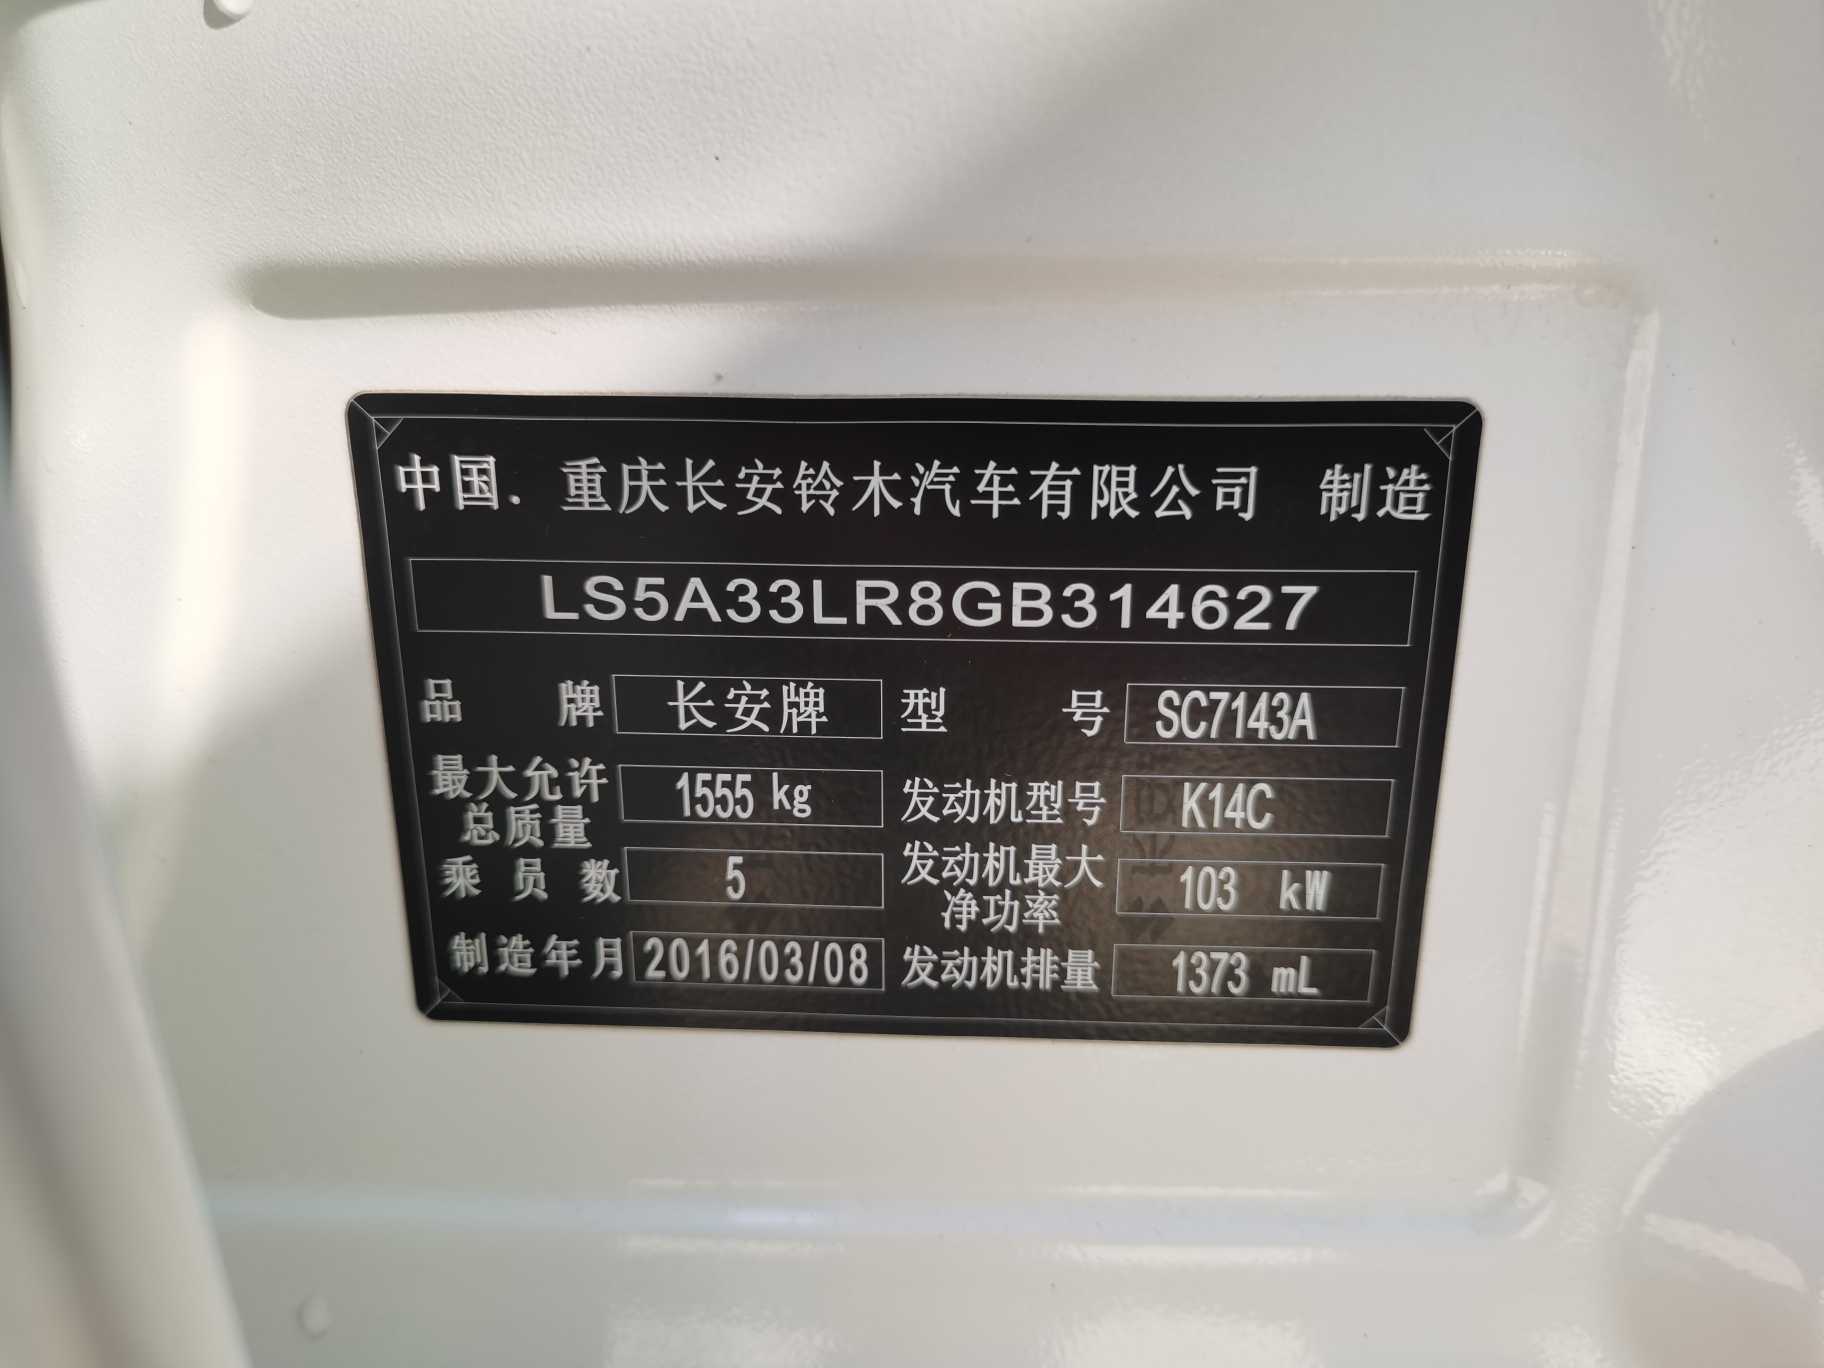 中国. 重庆长安铃木汽车有限公司 制造
LS5A33LR8GB314627
品 牌 长安牌 型 号 SC7143A
最大允许总质量 1555 kg 发动机型号 K14C
乘员数 5 发动机最大净功率 103 kW
制造年月 2016/03/08 发动机排量 1373 mL